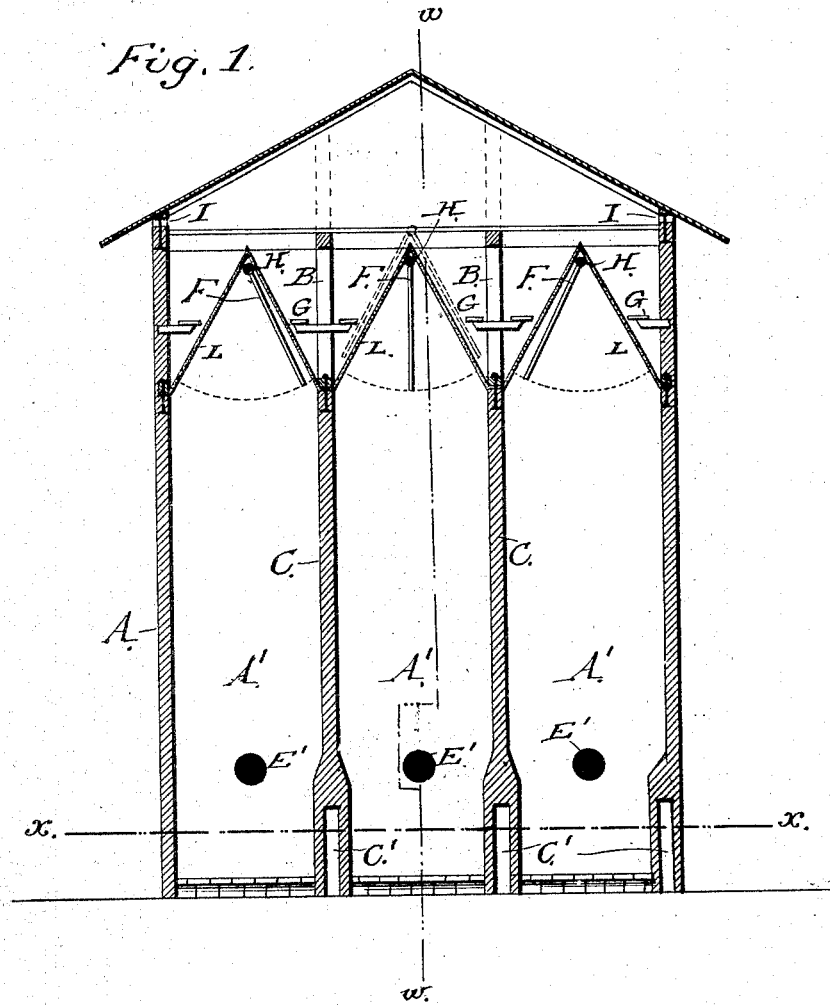 w
Fig. 1.
I I
H.
F H. B F B F H.
G G G
L L. L
C. C.
A.
A' A' A'
E' E' E'
x. x.
C.' C.'
w.